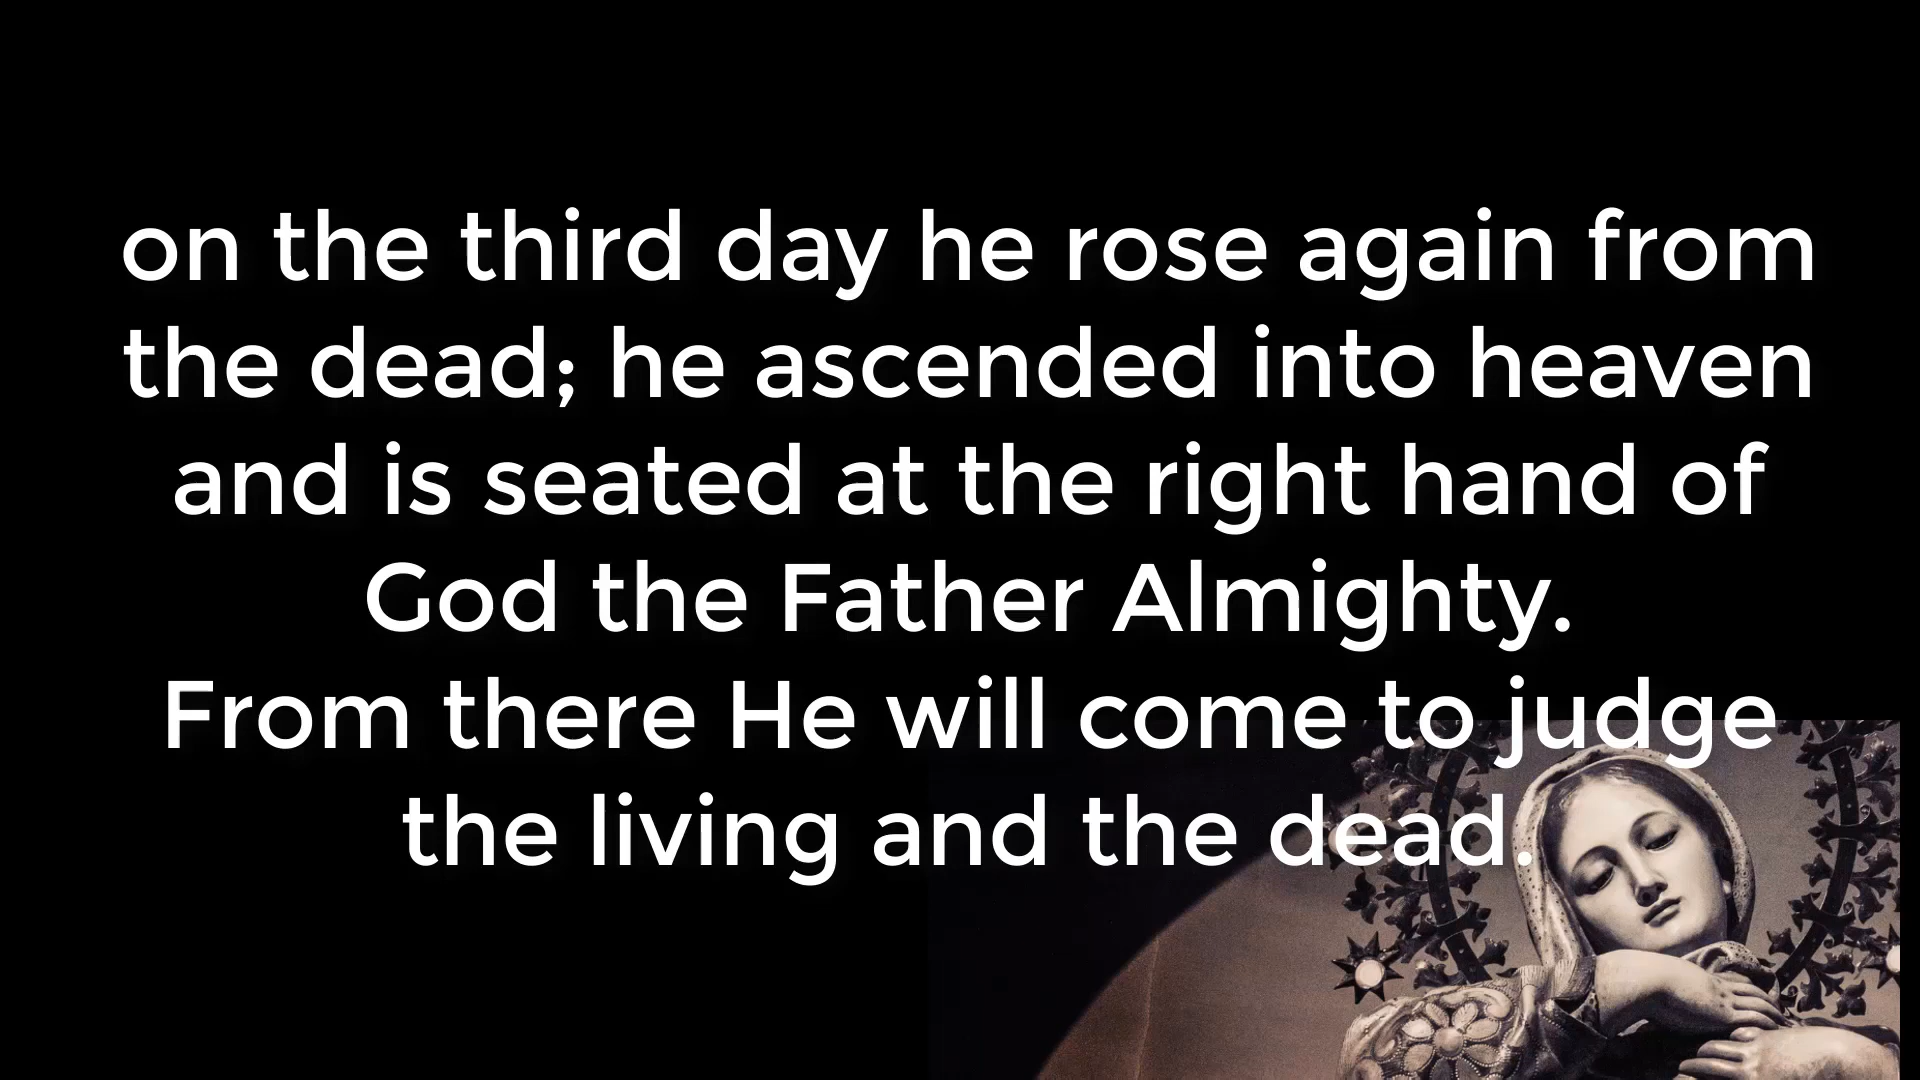 on the third day he rose again from
the dead; he ascended into heaven
and is seated at the right hand of
God the Father Almighty.
From there He will come to judge
the living and the dead.